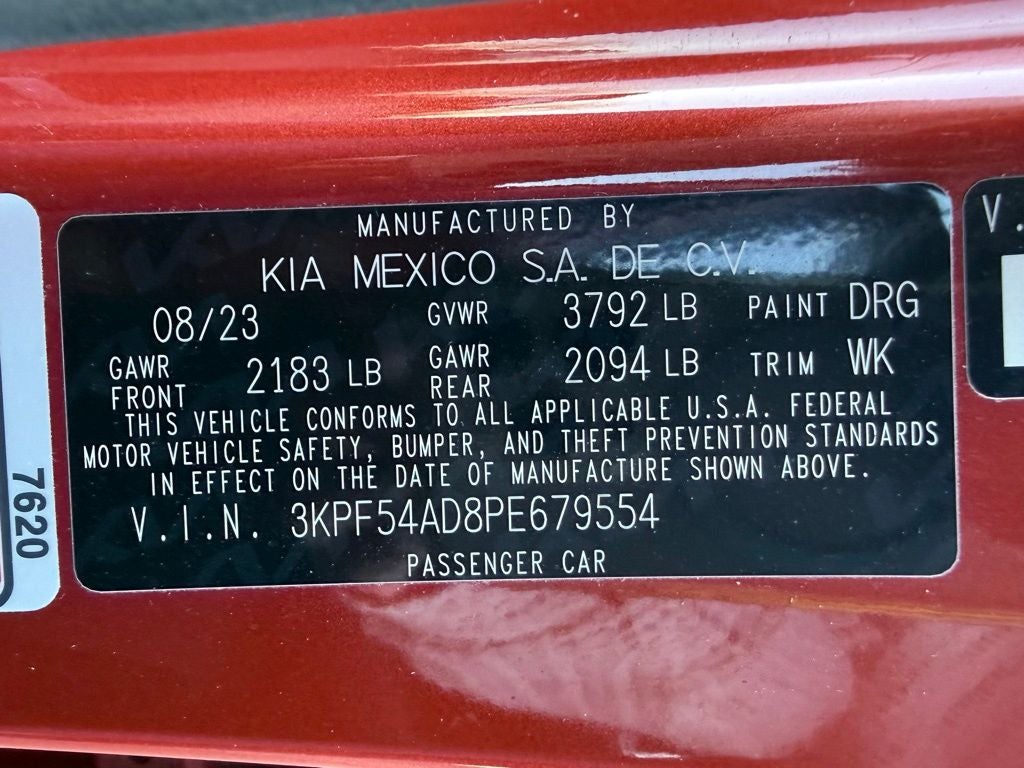 MANUFACTURED BY
KIA MEXICO S.A. DE C.V.
08/23 GVWR 3792 LB PAINT DRG
GAWR FRONT 2183 LB GAWR REAR 2094 LB TRIM WK
THIS VEHICLE CONFORMS TO ALL APPLICABLE U.S.A. FEDERAL
MOTOR VEHICLE SAFETY, BUMPER, AND THEFT PREVENTION STANDARDS
IN EFFECT ON THE DATE OF MANUFACTURE SHOWN ABOVE.
V.I.N. 3KPF54AD8PE679554
PASSENGER CAR
7620
V.